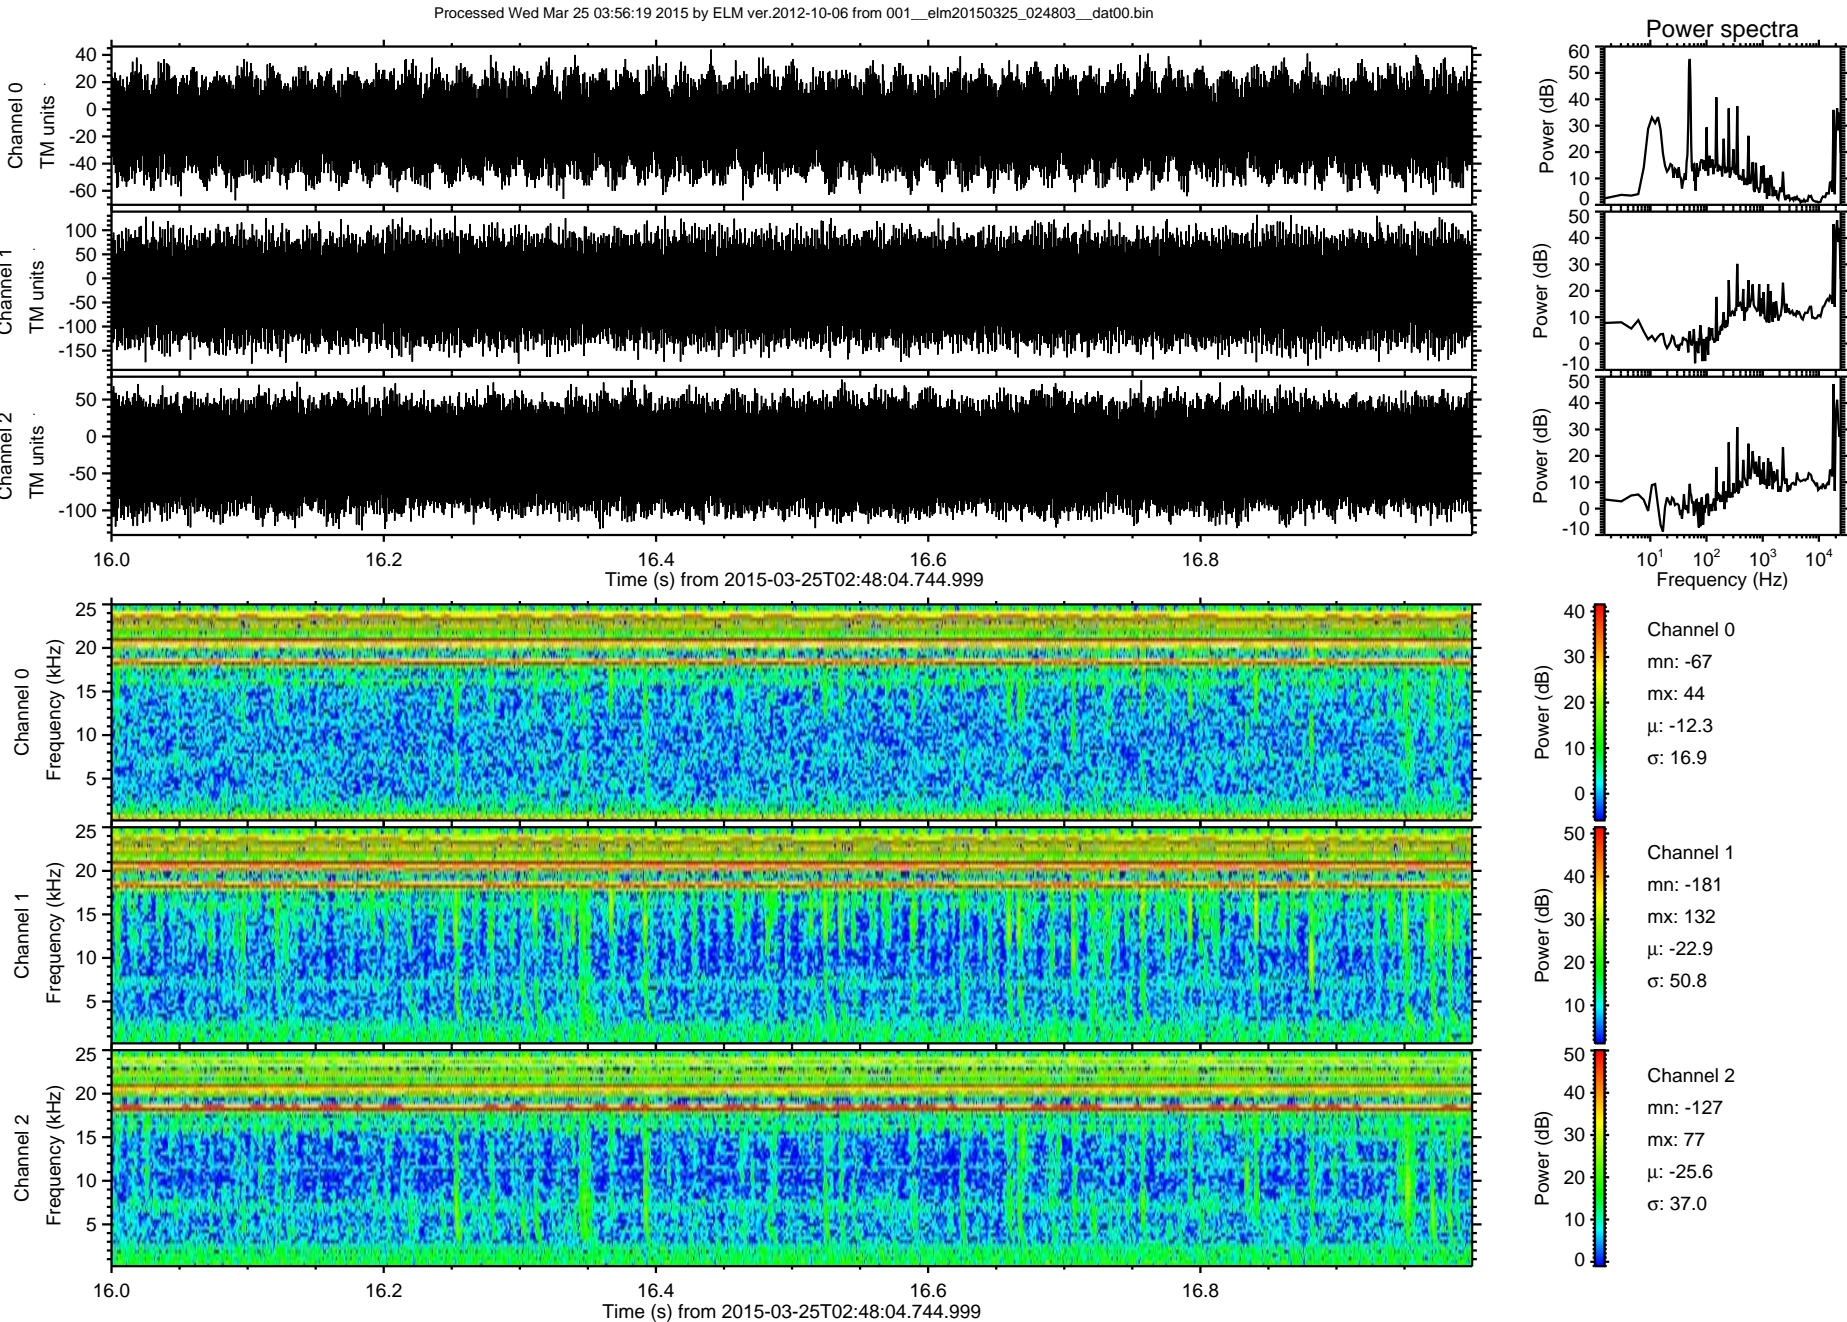 Processed Wed Mar 25 03:56:19 2015 by ELM ver.2012-10-06 from 001__elm20150325_024803__dat00.bin
Power spectra
Channel 0
TM units
40
20
0
-20
-40
-60
Power (dB)
60
50
40
30
20
10
0
Channel 1
TM units
100
50
0
-50
-100
-150
Power (dB)
50
40
30
20
10
0
-10
Channel 2
TM units
50
0
-50
-100
Power (dB)
50
40
30
20
10
0
-10
16.0 16.2 16.4 16.6 16.8
Time (s) from 2015-03-25T02:48:04.744.999
10^1 10^2 10^3 10^4
Frequency (Hz)
Channel 0
Frequency (kHz)
25
20
15
10
5
Power (dB)
40
30
20
10
0
Channel 0
mn: -67
mx: 44
μ: -12.3
σ: 16.9
Channel 1
Frequency (kHz)
25
20
15
10
5
Power (dB)
50
40
30
20
10
Channel 1
mn: -181
mx: 132
μ: -22.9
σ: 50.8
Channel 2
Frequency (kHz)
25
20
15
10
5
Power (dB)
50
40
30
20
10
0
Channel 2
mn: -127
mx: 77
μ: -25.6
σ: 37.0
16.0 16.2 16.4 16.6 16.8
Time (s) from 2015-03-25T02:48:04.744.999